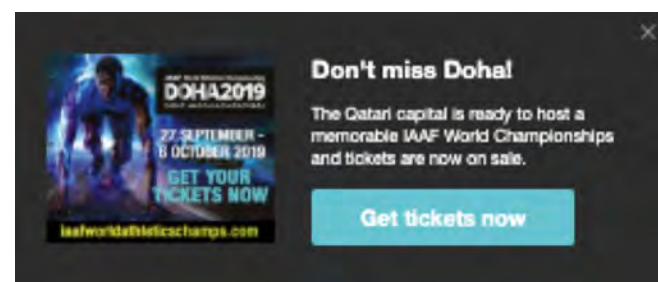 DOHA2019
27 SEPTEMBER -
6 OCTOBER 2019
GET YOUR
TICKETS NOW
iaafworldathleticschamps.com
Don't miss Doha!
The Qatari capital is ready to host a
memorable IAAF World Championships
and tickets are now on sale.
Get tickets now